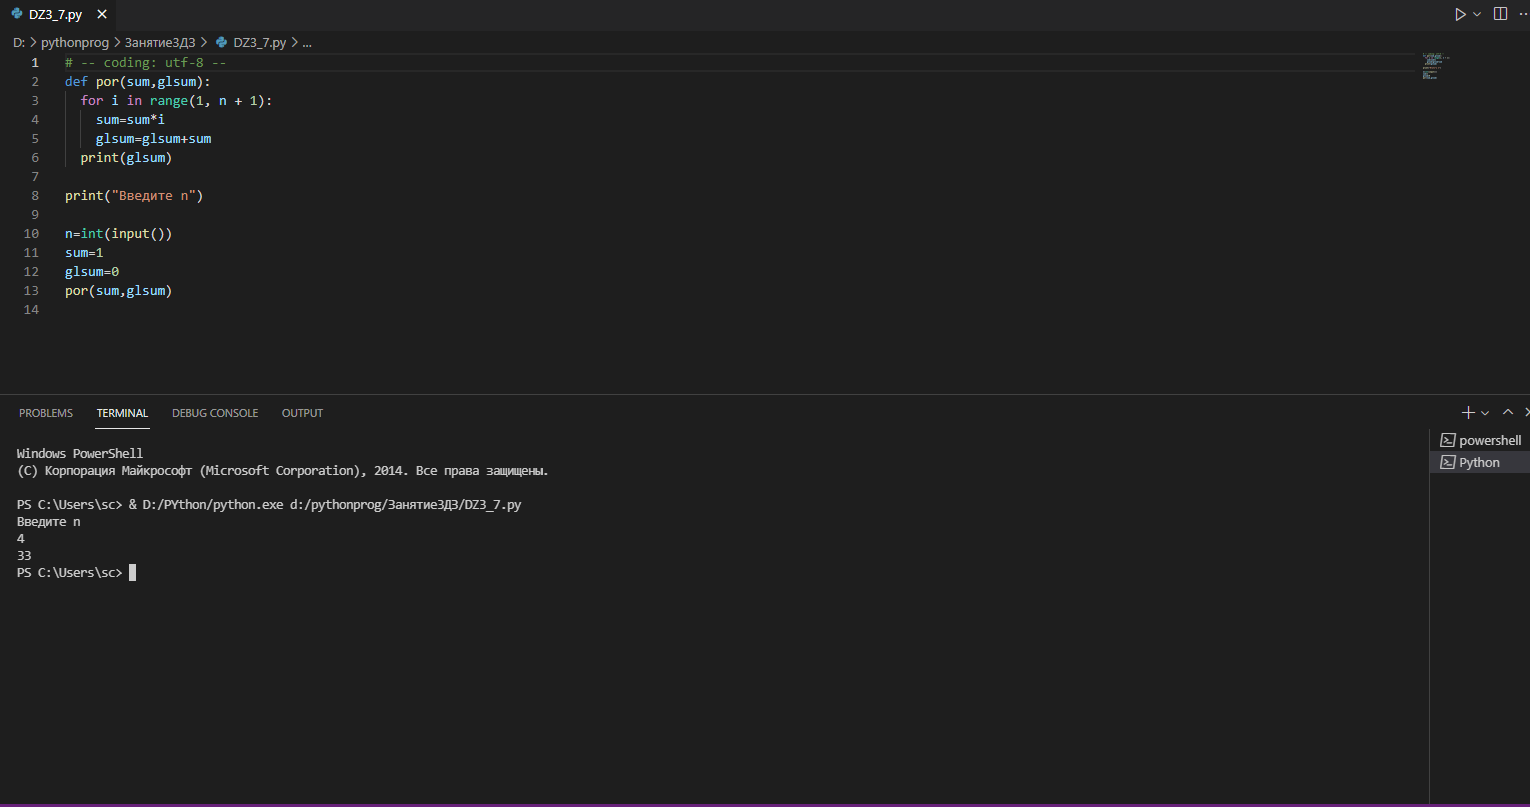 DZ3_7.py
D: > pythonprog > Занятие3ДЗ > DZ3_7.py > ...
1 # -- coding: utf-8 --
2 def por(sum,glsum):
3   for i in range(1, n + 1):
4     sum=sum*i
5     glsum=glsum+sum
6   print(glsum)
7
8 print("Введите n")
9
10 n=int(input())
11 sum=1
12 glsum=0
13 por(sum,glsum)
14
PROBLEMS TERMINAL DEBUG CONSOLE OUTPUT
Windows PowerShell
(C) Корпорация Майкрософт (Microsoft Corporation), 2014. Все права защищены.
PS C:\Users\sc> & D:/PYthon/python.exe d:/pythonprog/Занятие3ДЗ/DZ3_7.py
Введите n
4
33
PS C:\Users\sc>
powershell
Python